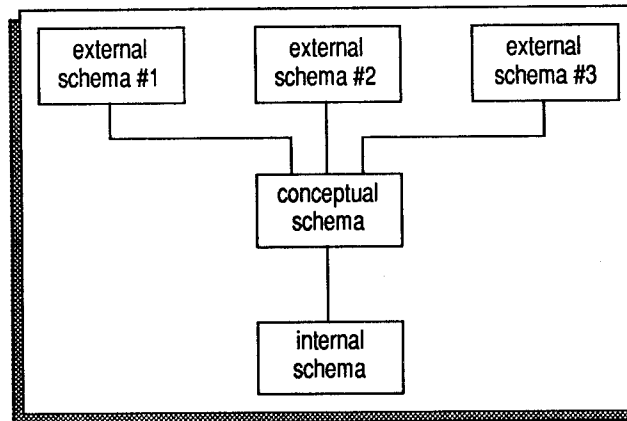 external
schema #1
external
schema #2
external
schema #3
conceptual
schema
internal
schema